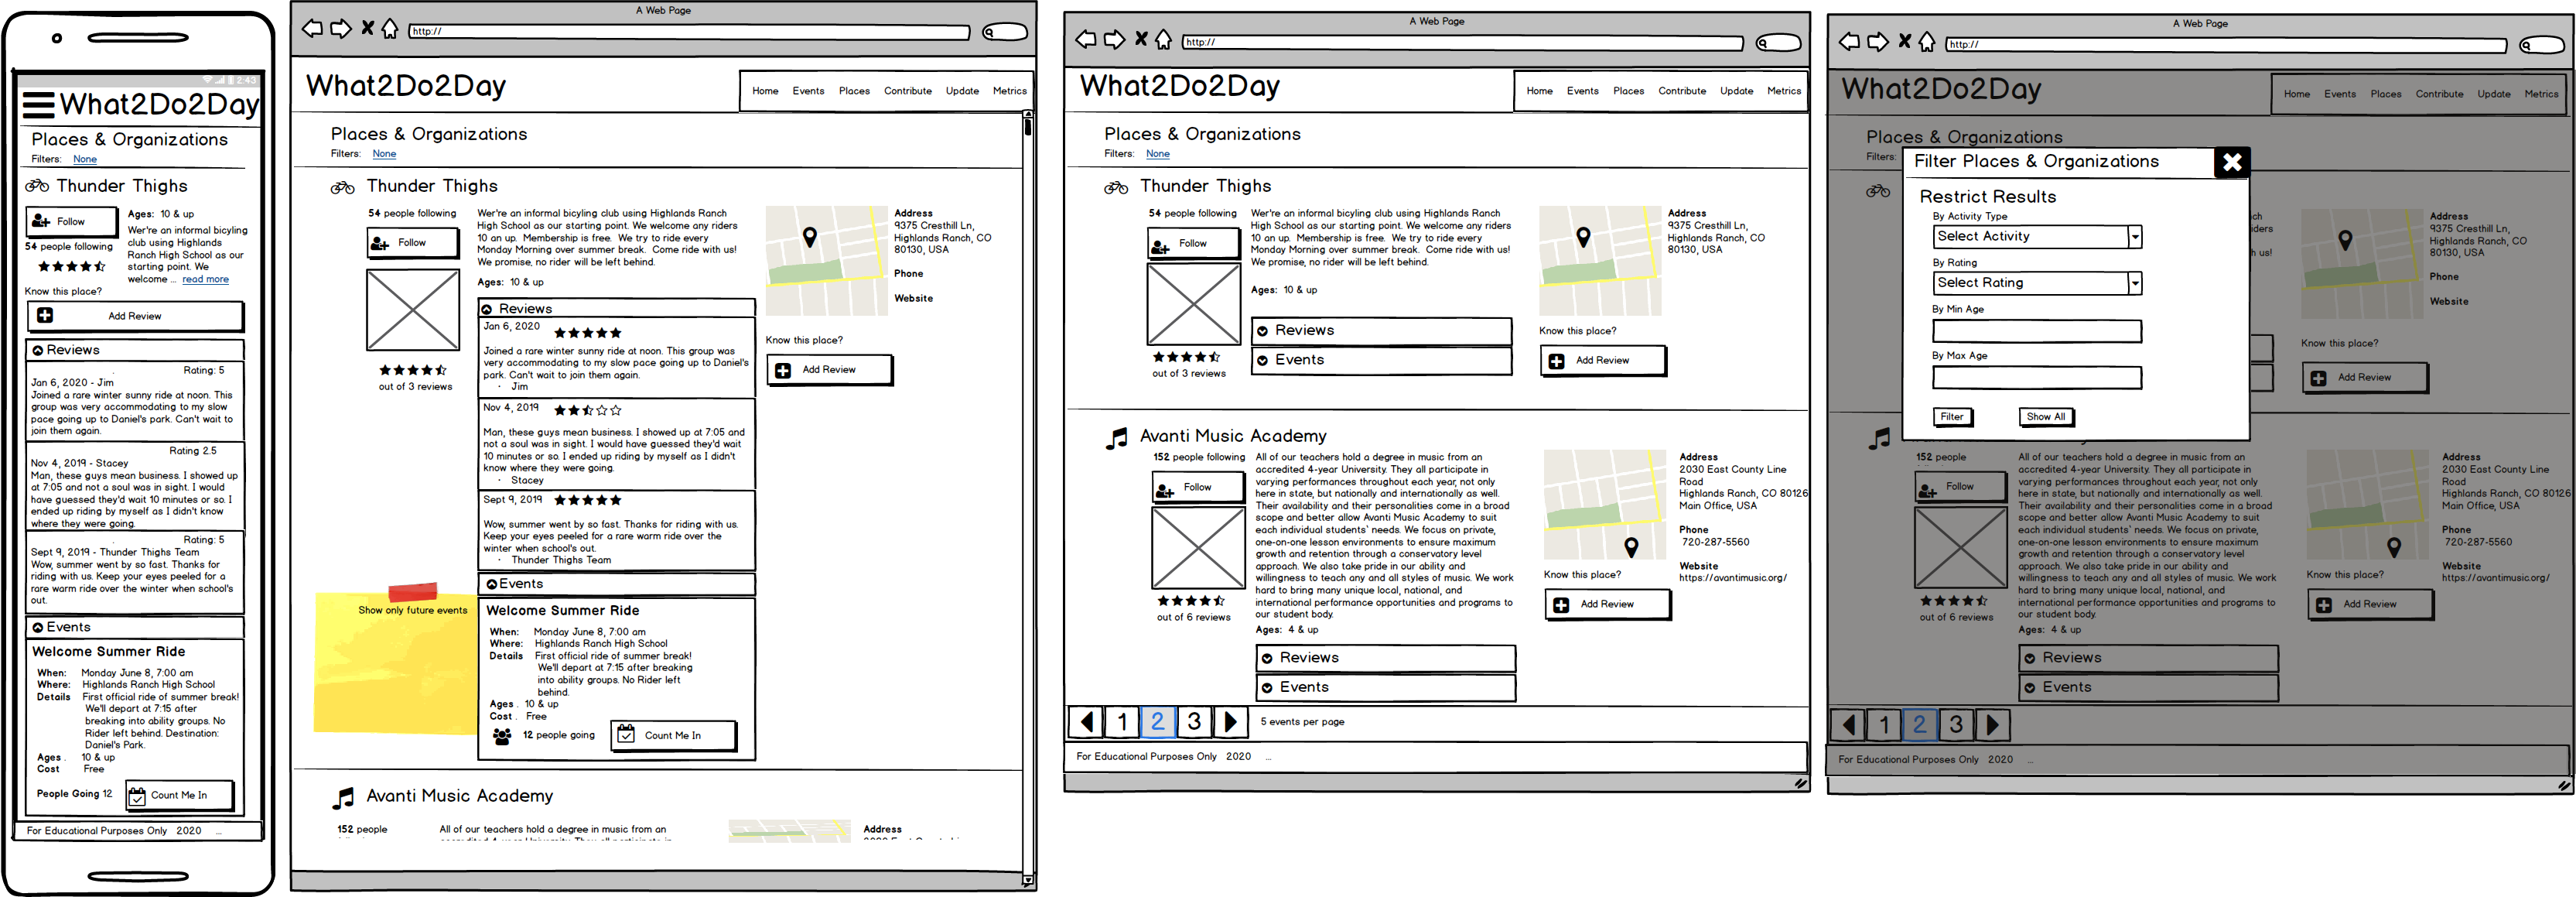 2:43
What2Do2Day
Places & Organizations
Filters: None
Thunder Thighs
Follow
54 people following
Ages: 10 & up
Wer're an informal bicyling
club using Highlands
Ranch High School as our
starting point. We
welcome ... read more
Know this place?
Add Review
Reviews
Rating: 5
Jan 6, 2020 - Jim
Joined a rare winter sunny ride at noon. This
group was very accommodating to my slow
pace going up to Daniel's park. Can't wait to
join them again.
Rating 2.5
Nov 4, 2019 - Stacey
Man, these guys mean business. I showed up
at 7:05 and not a soul was in sight. I would
have guessed they'd wait 10 minutes or so. I
ended up riding by myself as I didn't know
where they were going.
Rating: 5
Sept 9, 2019 - Thunder Thighs Team
Wow, summer went by so fast. Thanks for
riding with us. Keep your eyes peeled for a
rare warm ride over the winter when school's
out.
Events
Welcome Summer Ride
When: Monday June 8, 7:00 am
Where: Highlands Ranch High School
Details First official ride of summer break!
We'll depart at 7:15 after
breaking into ability groups. No
Rider left behind. Destination:
Daniel's Park.
Ages . 10 & up
Cost Free
People Going 12
Count Me In
For Educational Purposes Only 2020 ...
A Web Page
http://
What2Do2Day
Home Events Places Contribute Update Metrics
Places & Organizations
Filters: None
Thunder Thighs
54 people following
Follow
out of 3 reviews
Wer're an informal bicyling club using Highlands Ranch
High School as our starting point. We welcome any riders
10 an up. Membership is free. We try to ride every
Monday Morning over summer break. Come ride with us!
We promise, no rider will be left behind.
Ages: 10 & up
Reviews
Jan 6, 2020
Joined a rare winter sunny ride at noon. This group was
very accommodating to my slow pace going up to Daniel's
park. Can't wait to join them again.
· Jim
Nov 4, 2019
Man, these guys mean business. I showed up at 7:05 and
not a soul was in sight. I would have guessed they'd wait
10 minutes or so. I ended up riding by myself as I didn't
know where they were going.
· Stacey
Sept 9, 2019
Wow, summer went by so fast. Thanks for riding with us.
Keep your eyes peeled for a rare warm ride over the
winter when school's out.
· Thunder Thighs Team
Events
Show only future events
Welcome Summer Ride
When: Monday June 8, 7:00 am
Where: Highlands Ranch High School
Details First official ride of summer break!
We'll depart at 7:15 after breaking
into ability groups. No Rider left
behind.
Ages . 10 & up
Cost . Free
12 people going
Count Me In
Address
9375 Cresthill Ln,
Highlands Ranch, CO
80130, USA
Phone
Website
Know this place?
Add Review
Avanti Music Academy
152 people
All of our teachers hold a degree in music from an
Address
A Web Page
http://
What2Do2Day
Home Events Places Contribute Update Metrics
Places & Organizations
Filters: None
Thunder Thighs
54 people following
Follow
out of 3 reviews
Wer're an informal bicyling club using Highlands Ranch
High School as our starting point. We welcome any riders
10 an up. Membership is free. We try to ride every
Monday Morning over summer break. Come ride with us!
We promise, no rider will be left behind.
Ages: 10 & up
Reviews
Events
Address
9375 Cresthill Ln,
Highlands Ranch, CO
80130, USA
Phone
Website
Know this place?
Add Review
Avanti Music Academy
152 people following
Follow
out of 6 reviews
All of our teachers hold a degree in music from an
accredited 4-year University. They all participate in
varying performances throughout each year, not only
here in state, but nationally and internationally as well.
Their availability and their personalities come in a broad
scope and better allow Avanti Music Academy to suit
each individual students' needs. We focus on private,
one-on-one lesson environments to ensure maximum
growth and retention through a conservatory level
approach. We also take pride in our ability and
willingness to teach any and all styles of music. We work
hard to bring many unique local, national, and
international performance opportunities and programs to
our student body.
Ages: 4 & up
Reviews
Events
Address
2030 East County Line
Road
Highlands Ranch, CO 80126
Main Office, USA
Phone
720-287-5560
Website
https://avantimusic.org/
Know this place?
Add Review
1 2 3 5 events per page
For Educational Purposes Only 2020 ...
A Web Page
http://
What2Do2Day
Home Events Places Contribute Update Metrics
Places & Organizations
Filters:
Filter Places & Organizations
Restrict Results
By Activity Type
Select Activity
By Rating
Select Rating
By Min Age
By Max Age
Filter Show All
Address
9375 Cresthill Ln,
Highlands Ranch, CO
80130, USA
Phone
Website
Know this place?
Add Review
152 people
Follow
out of 6 reviews
All of our teachers hold a degree in music from an
accredited 4-year University. They all participate in
varying performances throughout each year, not only
here in state, but nationally and internationally as well.
Their availability and their personalities come in a broad
scope and better allow Avanti Music Academy to suit
each individual students' needs. We focus on private,
one-on-one lesson environments to ensure maximum
growth and retention through a conservatory level
approach. We also take pride in our ability and
willingness to teach any and all styles of music. We work
hard to bring many unique local, national, and
international performance opportunities and programs to
our student body.
Ages: 4 & up
Reviews
Events
Address
2030 East County Line
Road
Highlands Ranch, CO 80126
Main Office, USA
Phone
720-287-5560
Website
https://avantimusic.org/
Know this place?
Add Review
1 2 3
For Educational Purposes Only 2020 ...